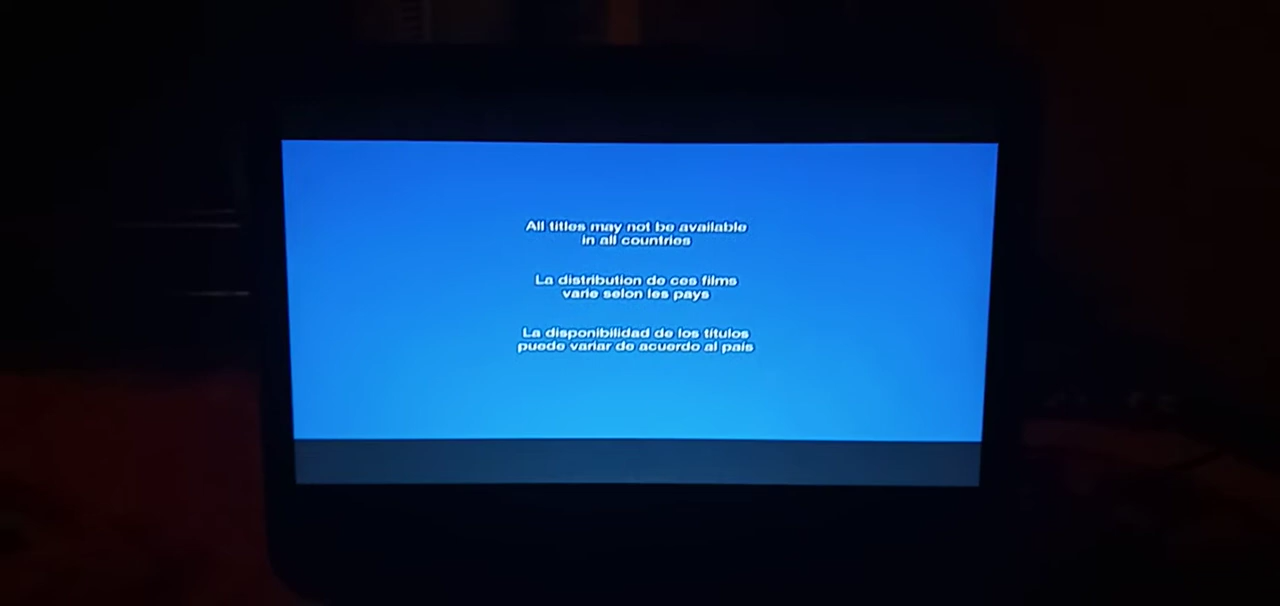 All titles may not be available
in all countries
La distribution de ces films
varie selon les pays
La disponibilidad de los títulos
puede variar de acuerdo al país